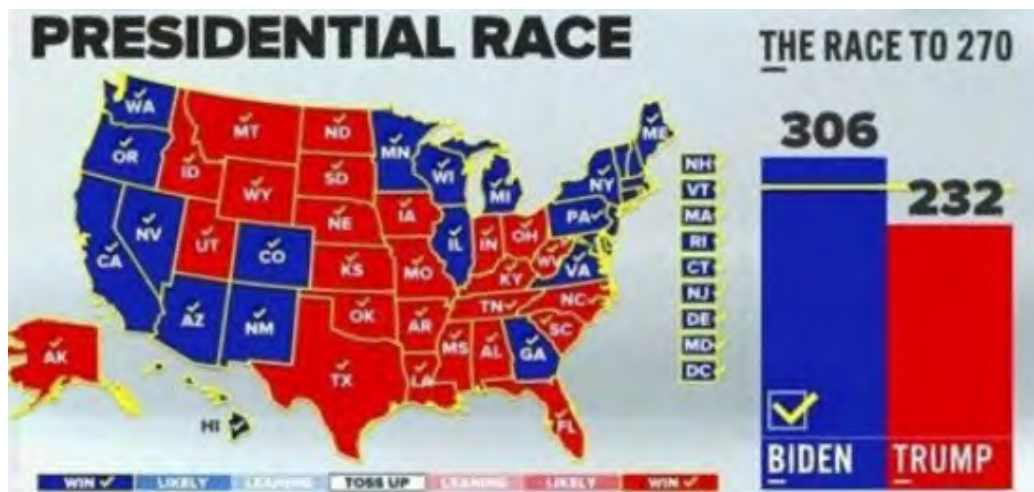 PRESIDENTIAL RACE
THE RACE TO 270
306
232
WA
MT
ND
MN
ME
OR
ID
SD
WI
NY
WY
MI
NH
VT
MA
RI
CT
NJ
DE
MD
DC
NV
UT
CO
NE
IA
IL
IN
OH
PA
CA
KS
MO
WV
VA
KY
AZ
NM
OK
TN
NC
AR
SC
MS
AL
GA
TX
LA
FL
AK
HI
BIDEN
TRUMP
WIN
LIKELY
LEANING
TOSS UP
LEANING
LIKELY
WIN